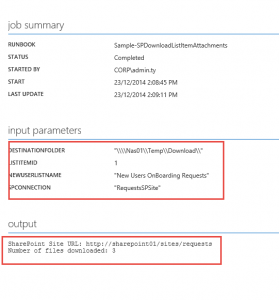 job summary
RUNBOOK Sample-SPDownloadListItemAttachments
STATUS Completed
STARTED BY CORP\admin.ty
START 23/12/2014 2:08:45 PM
LAST UPDATE 23/12/2014 2:09:11 PM
input parameters
DESTINATIONFOLDER "\\\\Nas01\\Temp\\Download\\"
LISTITEMID 1
NEWUSERLISTNAME "New Users OnBoarding Requests"
SPCONNECTION "RequestsSPSite"
output
SharePoint Site URL: http://sharepoint01/sites/requests
Number of files downloaded: 3